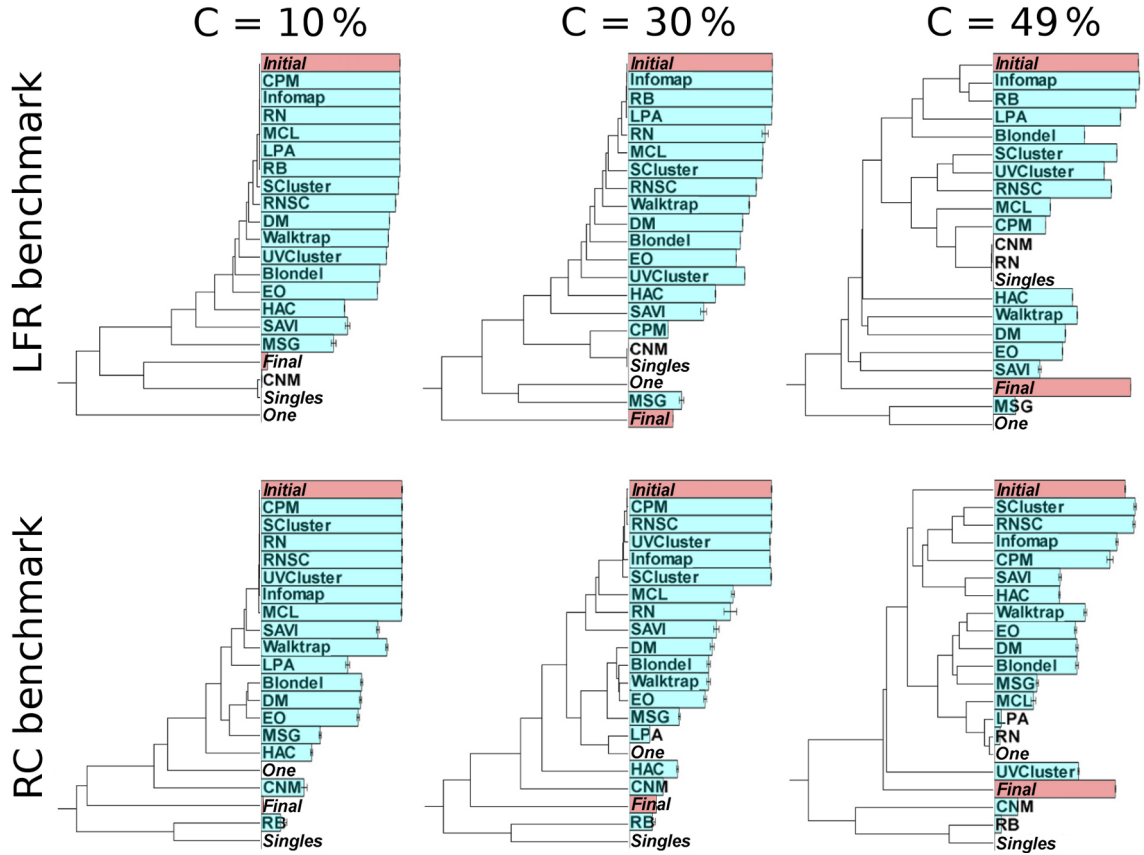 C = 10 %
C = 30 %
C = 49 %
LFR benchmark
Initial
CPM
Infomap
RN
MCL
LPA
RB
SCluster
RNSC
DM
Walktrap
UVCluster
Blondel
EO
HAC
SAVI
MSG
Final
CNM
Singles
One
Initial
Infomap
RB
LPA
RN
MCL
SCluster
RNSC
Walktrap
DM
Blondel
EO
UVCluster
HAC
SAVI
CPM
CNM
Singles
One
MSG
Final
Initial
Infomap
RB
LPA
Blondel
SCluster
UVCluster
RNSC
MCL
CPM
CNM
RN
Singles
HAC
Walktrap
DM
EO
SAVI
Final
MSG
One
RC benchmark
Initial
CPM
SCluster
RN
RNSC
UVCluster
Infomap
MCL
SAVI
Walktrap
LPA
Blondel
DM
EO
MSG
HAC
One
CNM
Final
RB
Singles
Initial
CPM
RNSC
UVCluster
Infomap
SCluster
MCL
RN
SAVI
DM
Blondel
Walktrap
EO
MSG
LPA
One
HAC
CNM
Final
RB
Singles
Initial
SCluster
RNSC
Infomap
CPM
SAVI
HAC
Walktrap
EO
DM
Blondel
MSG
MCL
LPA
RN
One
UVCluster
Final
CNM
RB
Singles